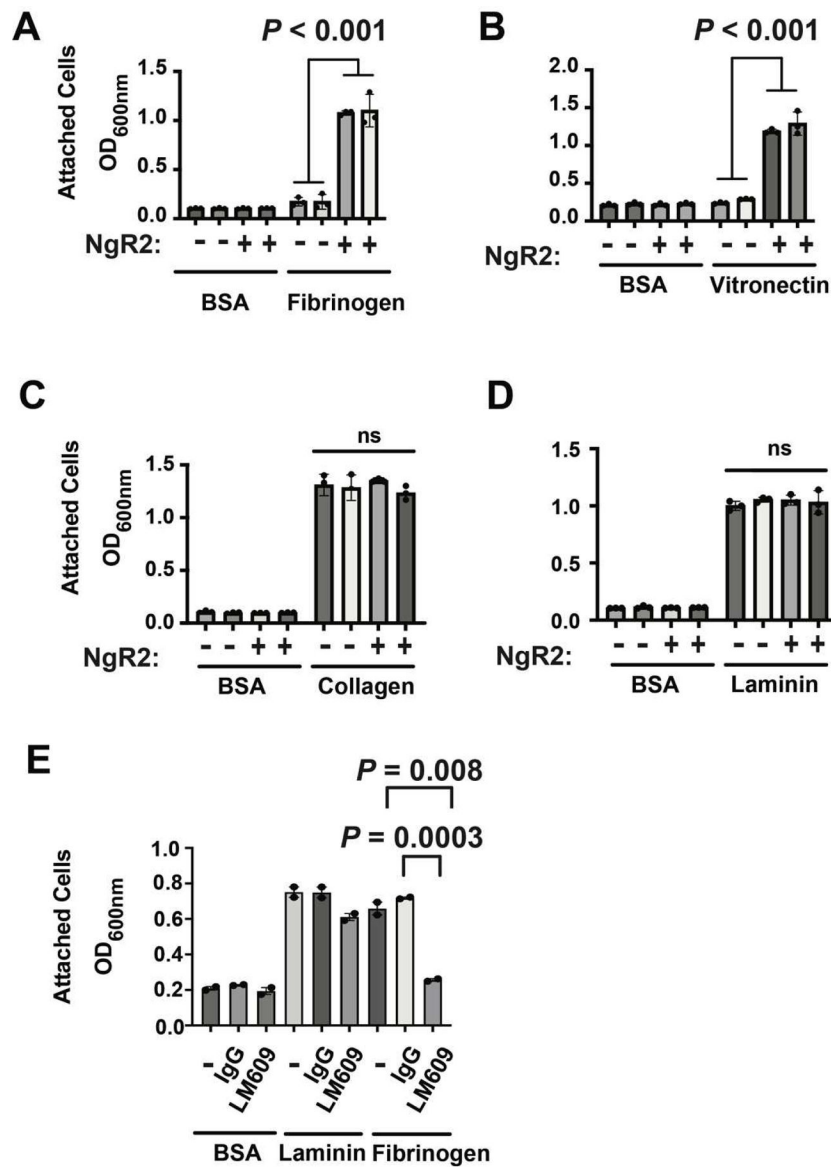 A
P < 0.001
Attached Cells
OD600nm
1.5
1.0
0.5
0.0
NgR2: - - + + - - + +
BSA Fibrinogen
B
P < 0.001
2.0
1.5
1.0
0.5
0.0
NgR2: - - + + - - + +
BSA Vitronectin
C
ns
Attached Cells
OD600nm
1.5
1.0
0.5
0.0
NgR2: - - + + - - + +
BSA Collagen
D
ns
1.5
1.0
0.5
0.0
NgR2: - - + + - - + +
BSA Laminin
E
P = 0.008
P = 0.0003
Attached Cells
OD600nm
1.0
0.8
0.6
0.4
0.2
0.0
- IgG LM609 - IgG LM609 - IgG LM609
BSA Laminin Fibrinogen